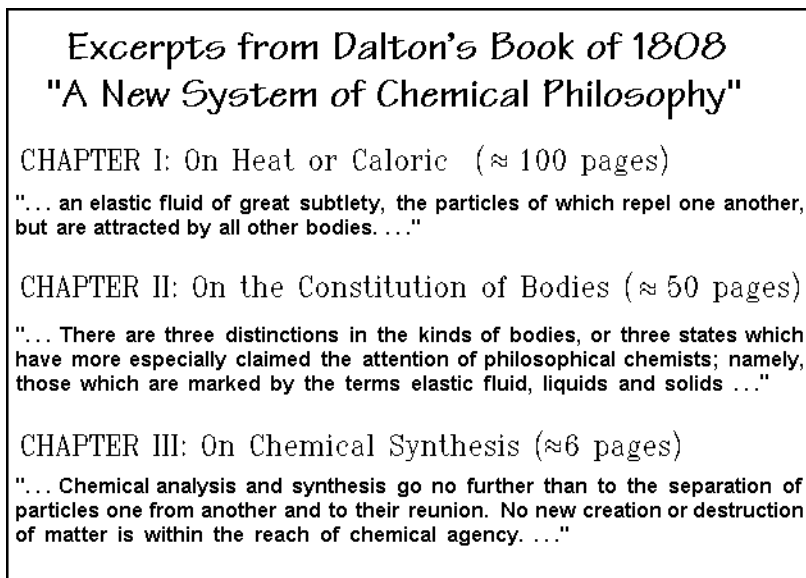 Excerpts from Dalton's Book of 1808
"A New System of Chemical Philosophy"
CHAPTER I: On Heat or Caloric (≈ 100 pages)
". . . an elastic fluid of great subtlety, the particles of which repel one another,
but are attracted by all other bodies. . . ."
CHAPTER II: On the Constitution of Bodies (≈ 50 pages)
". . . There are three distinctions in the kinds of bodies, or three states which
have more especially claimed the attention of philosophical chemists; namely,
those which are marked by the terms elastic fluid, liquids and solids . . ."
CHAPTER III: On Chemical Synthesis (≈6 pages)
". . . Chemical analysis and synthesis go no further than to the separation of
particles one from another and to their reunion. No new creation or destruction
of matter is within the reach of chemical agency. . . ."